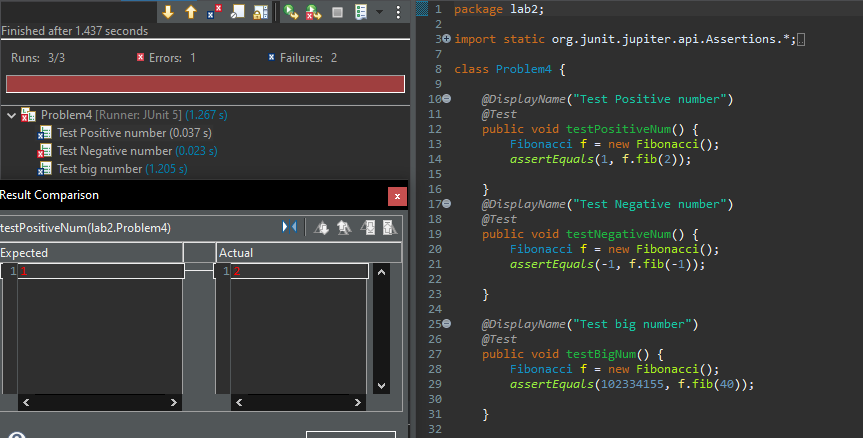 Finished after 1.437 seconds
Runs: 3/3 Errors: 1 Failures: 2
Problem4 [Runner: JUnit 5] (1.267 s)
Test Positive number (0.037 s)
Test Negative number (0.023 s)
Test big number (1.205 s)
Result Comparison
x
testPositiveNum(lab2.Problem4)
Expected Actual
1 1 1 2
1 package lab2;
2
3 import static org.junit.jupiter.api.Assertions.*;
7
8 class Problem4 {
9
10 @DisplayName("Test Positive number")
11 @Test
12 public void testPositiveNum() {
13 Fibonacci f = new Fibonacci();
14 assertEquals(1, f.fib(2));
15
16 }
17 @DisplayName("Test Negative number")
18 @Test
19 public void testNegativeNum() {
20 Fibonacci f = new Fibonacci();
21 assertEquals(-1, f.fib(-1));
22
23 }
24
25 @DisplayName("Test big number")
26 @Test
27 public void testBigNum() {
28 Fibonacci f = new Fibonacci();
29 assertEquals(102334155, f.fib(40));
30
31 }
32